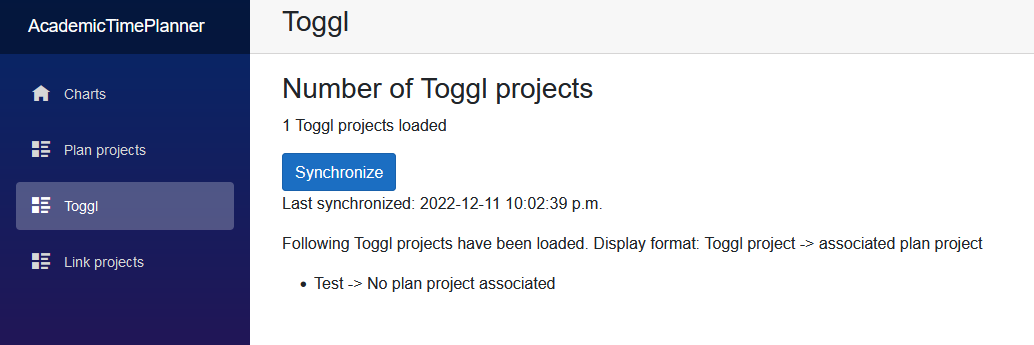 AcademicTimePlanner
Charts
Plan projects
Toggl
Link projects
Toggl
Number of Toggl projects
1 Toggl projects loaded
Synchronize
Last synchronized: 2022-12-11 10:02:39 p.m.
Following Toggl projects have been loaded. Display format: Toggl project -> associated plan project
• Test -> No plan project associated